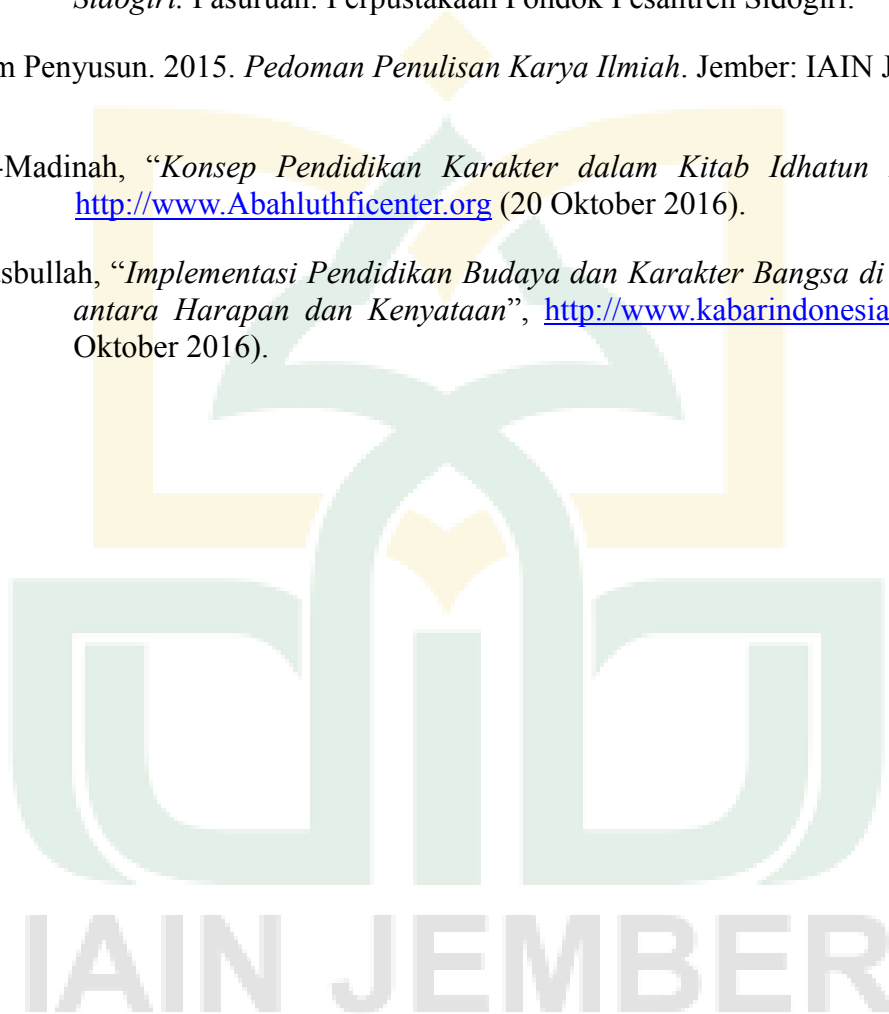 Sidogiri. Pasuruan: Perpustakaan Pondok Pesantren Sidogiri.
Penyusun. 2015. Pedoman Penulisan Karya Ilmiah. Jember: IAIN
-Madinah, “Konsep Pendidikan Karakter dalam Kitab Idhatun
http://www.Abahluthficenter.org (20 Oktober 2016).
sbullah, “Implementasi Pendidikan Budaya dan Karakter Bangsa di
antara Harapan dan Kenyataan”, http://www.kabarindonesia
Oktober 2016).
IAIN JEMBER